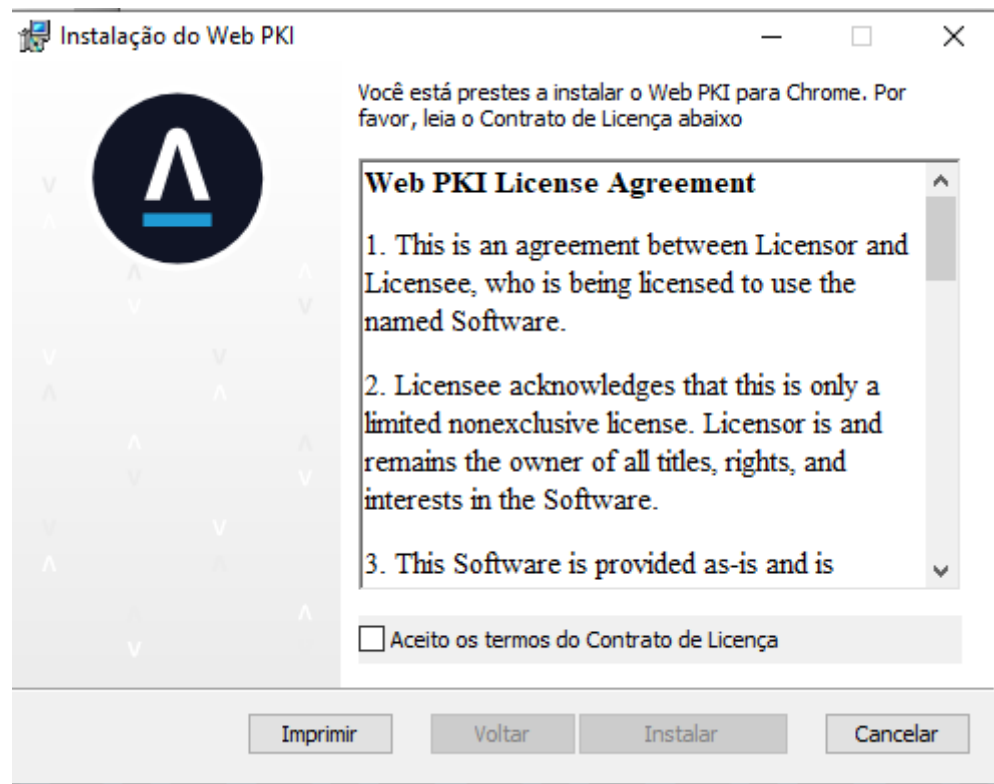 Instalação do Web PKI
Você está prestes a instalar o Web PKI para Chrome. Por
favor, leia o Contrato de Licença abaixo
Web PKI License Agreement
1. This is an agreement between Licensor and
Licensee, who is being licensed to use the
named Software.
2. Licensee acknowledges that this is only a
limited nonexclusive license. Licensor is and
remains the owner of all titles, rights, and
interests in the Software.
3. This Software is provided as-is and is
Aceito os termos do Contrato de Licença
Imprimir
Voltar
Instalar
Cancelar